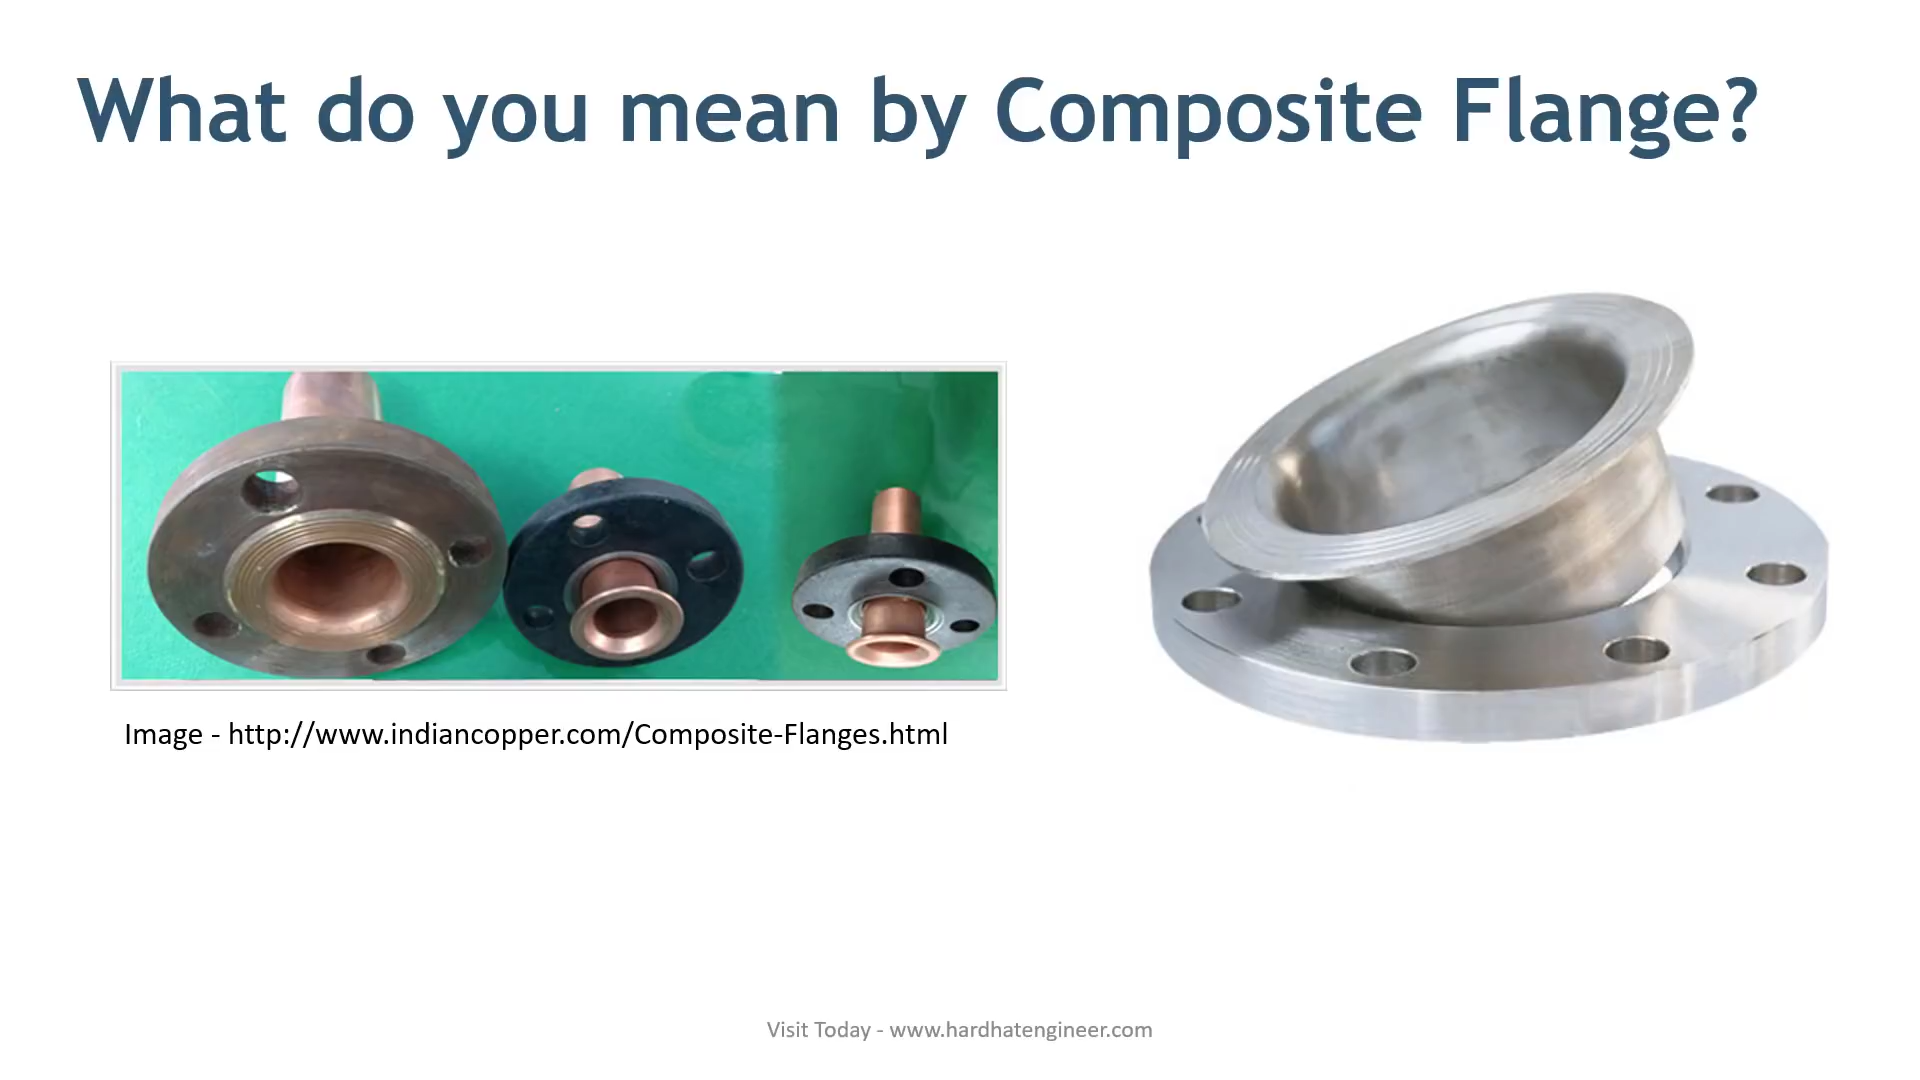 What do you mean by Composite Flange?
Image - http://www.indiancopper.com/Composite-Flanges.html
Visit Today - www.hardhatengineer.com